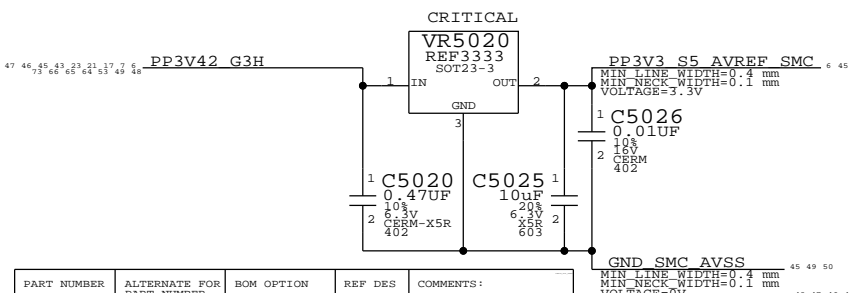 CRITICAL
VR5020
REF3333
SOT23-3
47 46 45 43 23 21 17 7 6
73 66 65 64 53 49 48
PP3V42_G3H
1 IN
OUT 2
GND
3
PP3V3_S5_AVREF_SMC 6 45
MIN_LINE_WIDTH=0.4 mm
MIN_NECK_WIDTH=0.1 mm
VOLTAGE=3.3V
1 C5026
0.01UF
10%
16V
2 CERM
402
1 C5020
0.47UF
10%
2 6.3V
CERM-X5R
402
C5025 1
10uF
20%
6.3V 2
X5R
603
GND_SMC_AVSS 45 49 50
MIN_LINE_WIDTH=0.4 mm
MIN_NECK_WIDTH=0.1 mm
VOLTAGE=0V
PART NUMBER
ALTERNATE FOR
PART NUMBER
BOM OPTION
REF DES
COMMENTS: